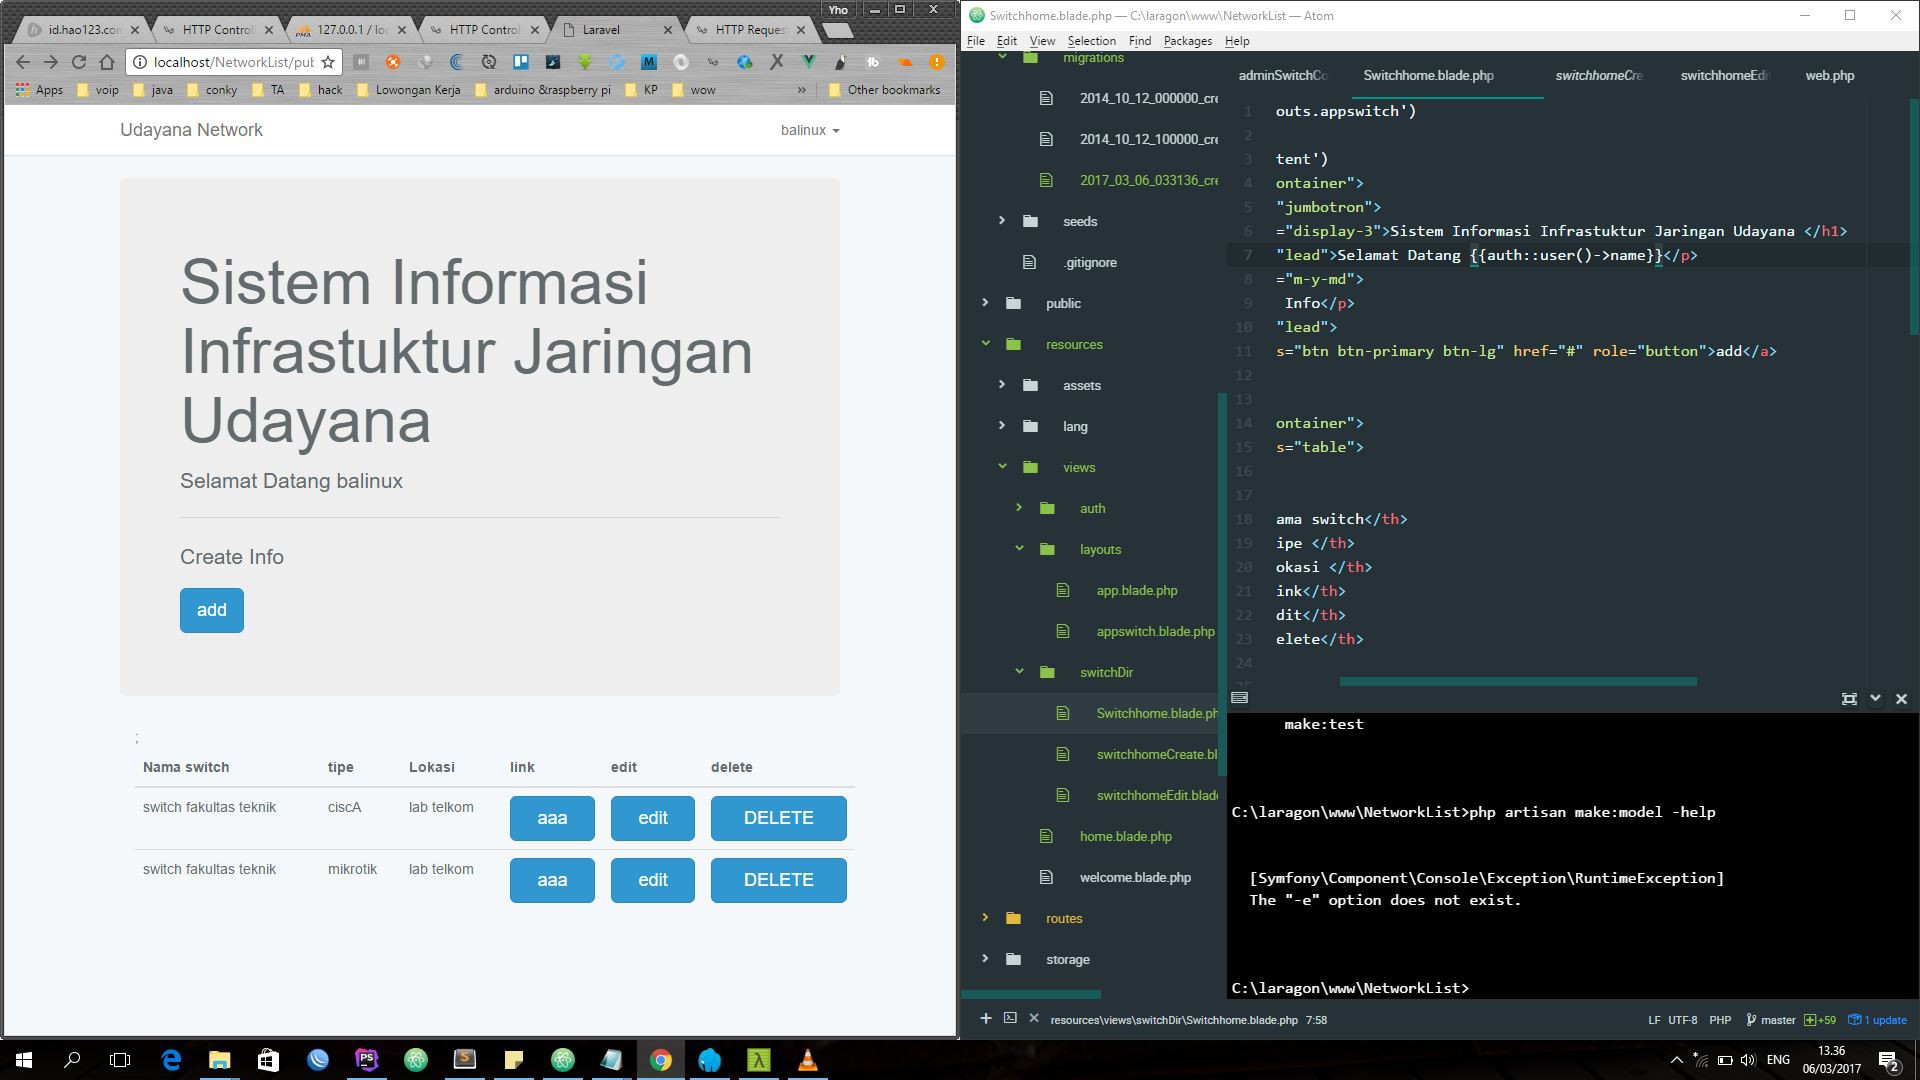 Yho
id.hao123.co
HTTP Control
127.0.0.1 / lo
HTTP Control
Laravel
HTTP Reques
localhost/NetworkList/pub
Apps voip java conky TA hack Lowongan Kerja arduino &raspberry pi KP wow » Other bookmarks
Udayana Network
balinux
Sistem Informasi
Infrastuktur Jaringan
Udayana
Selamat Datang balinux
Create Info
add
;
Nama switch tipe Lokasi link edit delete
switch fakultas teknik ciscA lab telkom aaa edit DELETE
switch fakultas teknik mikrotik lab telkom aaa edit DELETE
Switchhome.blade.php — C:\laragon\www\NetworkList — Atom
File Edit View Selection Find Packages Help
migrations
2014_10_12_000000_cre
2014_10_12_100000_cre
2017_03_06_033136_cre
seeds
.gitignore
public
resources
assets
lang
views
auth
layouts
app.blade.php
appswitch.blade.php
switchDir
Switchhome.blade.ph
switchhomeCreate.bl
switchhomeEdit.blade
home.blade.php
welcome.blade.php
routes
storage
adminSwitchCo Switchhome.blade.php switchhomeCre switchhomeEdi web.php
1 outs.appswitch')
2
3 tent')
4 ontainer">
5 "jumbotron">
6 ="display-3">Sistem Informasi Infrastuktur Jaringan Udayana </h1>
7 "lead">Selamat Datang {{auth::user()->name}}</p>
8 ="m-y-md">
9 Info</p>
10 "lead">
11 s="btn btn-primary btn-lg" href="#" role="button">add</a>
12
13
14 ontainer">
15 s="table">
16
17
18 ama switch</th>
19 ipe </th>
20 okasi </th>
21 ink</th>
22 dit</th>
23 elete</th>
24
make:test
C:\laragon\www\NetworkList>php artisan make:model -help
[Symfony\Component\Console\Exception\RuntimeException]
The "-e" option does not exist.
C:\laragon\www\NetworkList>
resources\views\switchDir\Switchhome.blade.php 7:58
LF UTF-8 PHP master +59 1 update
ENG
13.36
06/03/2017
2